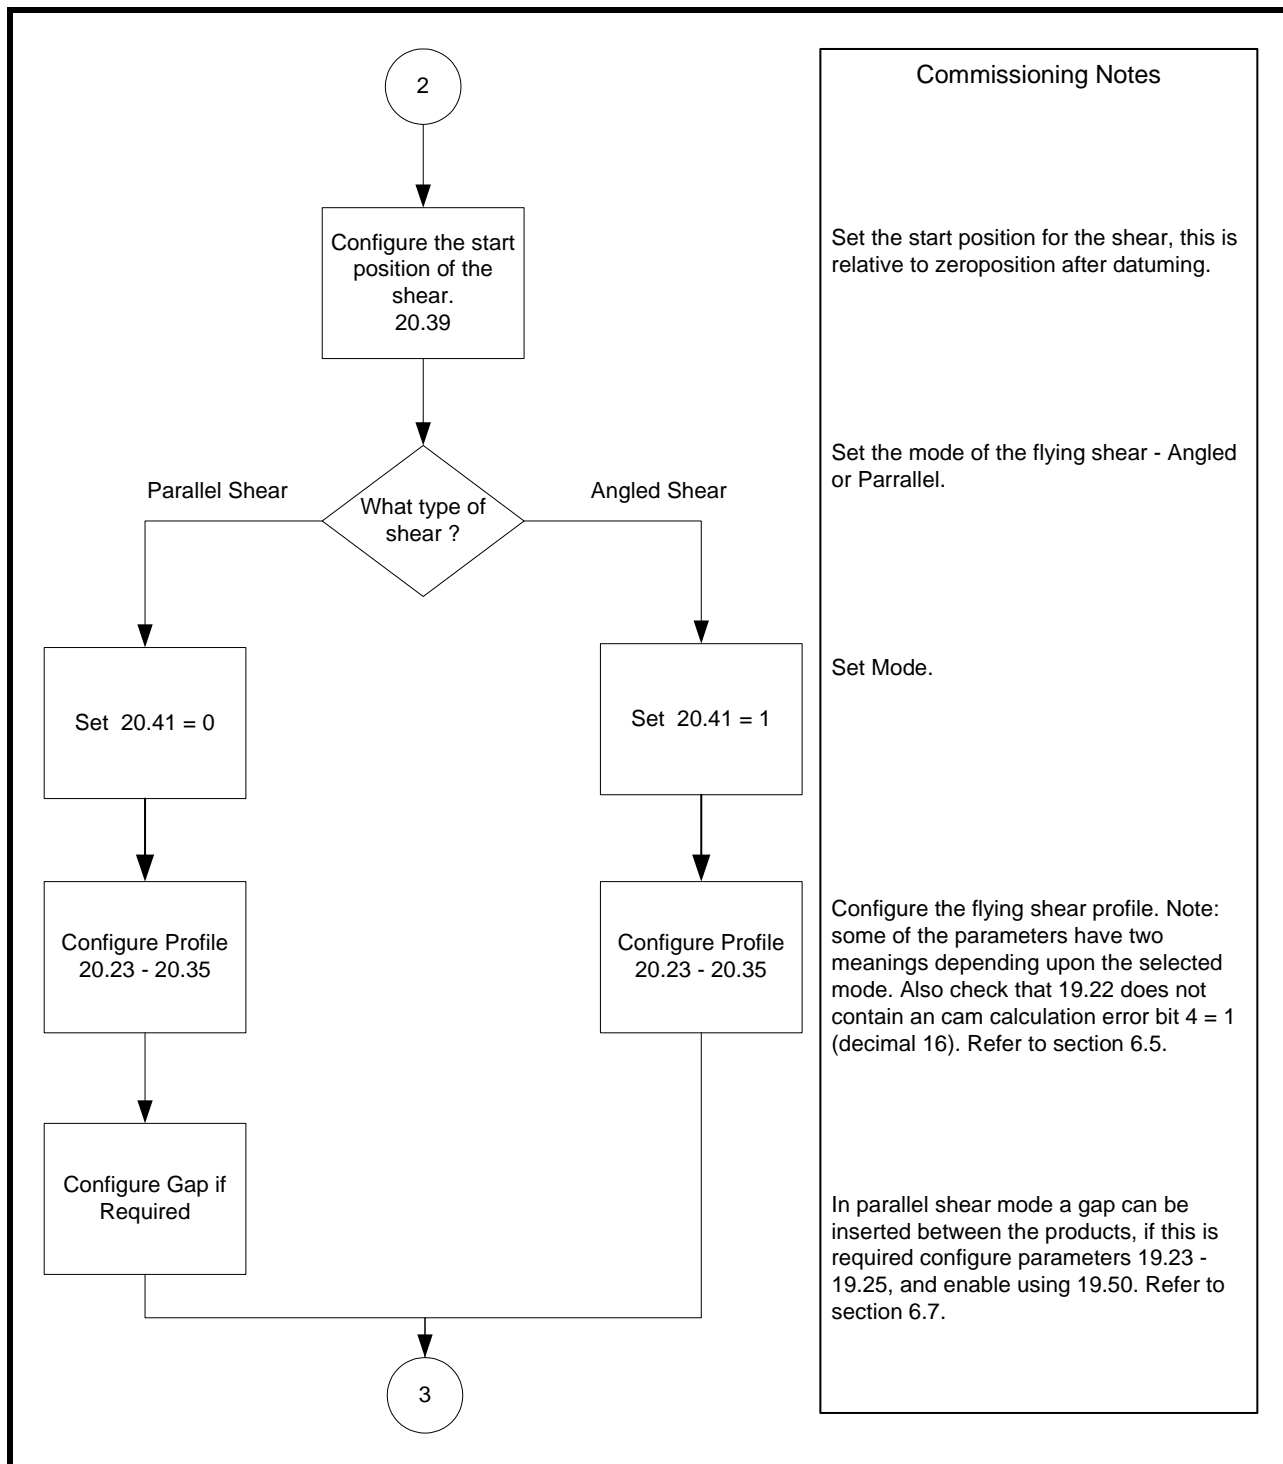 2
Configure the start
position of the
shear.
20.39
Parallel Shear
What type of
shear ?
Angled Shear
Set  20.41 = 0
Set  20.41 = 1
Configure Profile
20.23 - 20.35
Configure Profile
20.23 - 20.35
Configure Gap if
Required
3
Commissioning Notes
Set the start position for the shear, this is
relative to zeroposition after datuming.
Set the mode of the flying shear - Angled
or Parrallel.
Set Mode.
Configure the flying shear profile. Note:
some of the parameters have two
meanings depending upon the selected
mode. Also check that 19.22 does not
contain an cam calculation error bit 4 = 1
(decimal 16). Refer to section 6.5.
In parallel shear mode a gap can be
inserted between the products, if this is
required configure parameters 19.23 -
19.25, and enable using 19.50. Refer to
section 6.7.